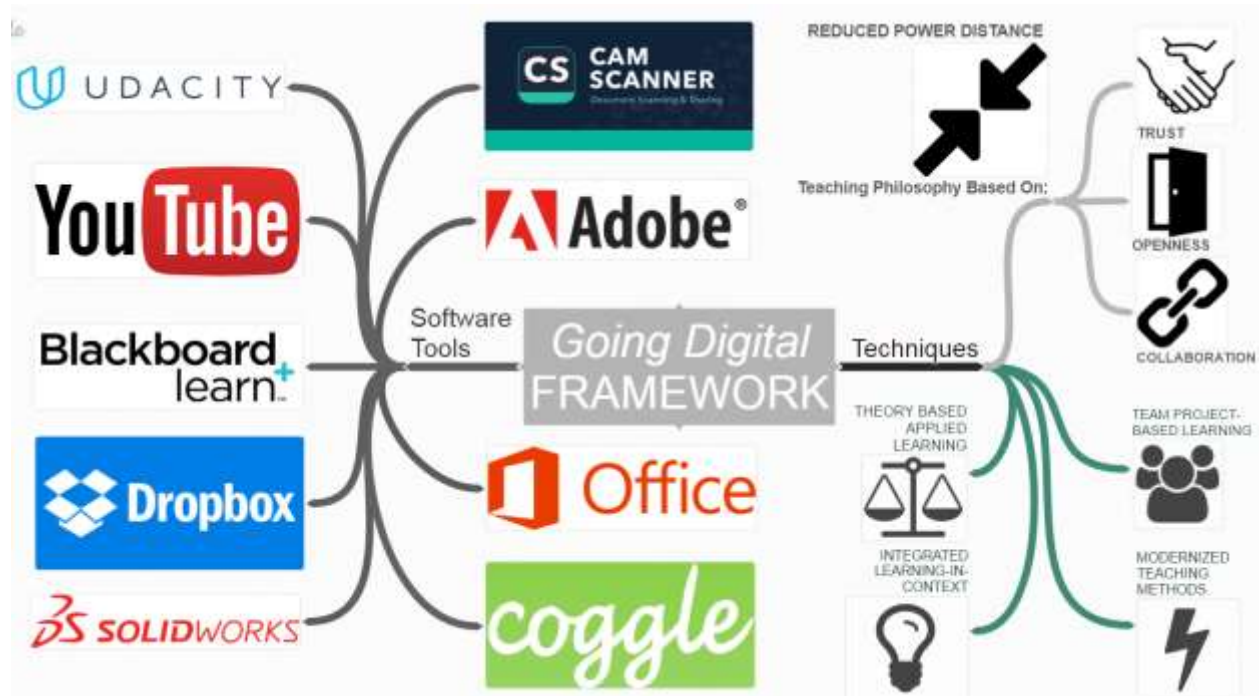 UDACITY
YouTube
Blackboard
learn+
Dropbox
DS SOLIDWORKS
CS
CAM
SCANNER
Adobe®
Software
Tools
Going Digital
FRAMEWORK
Office
coggle
REDUCED POWER DISTANCE
Teaching Philosophy Based On:
TRUST
OPENNESS
COLLABORATION
Techniques
THEORY BASED
APPLIED
LEARNING
TEAM PROJECT-
BASED LEARNING
INTEGRATED
LEARNING-IN-
CONTEXT
MODERNIZED
TEACHING
METHODS